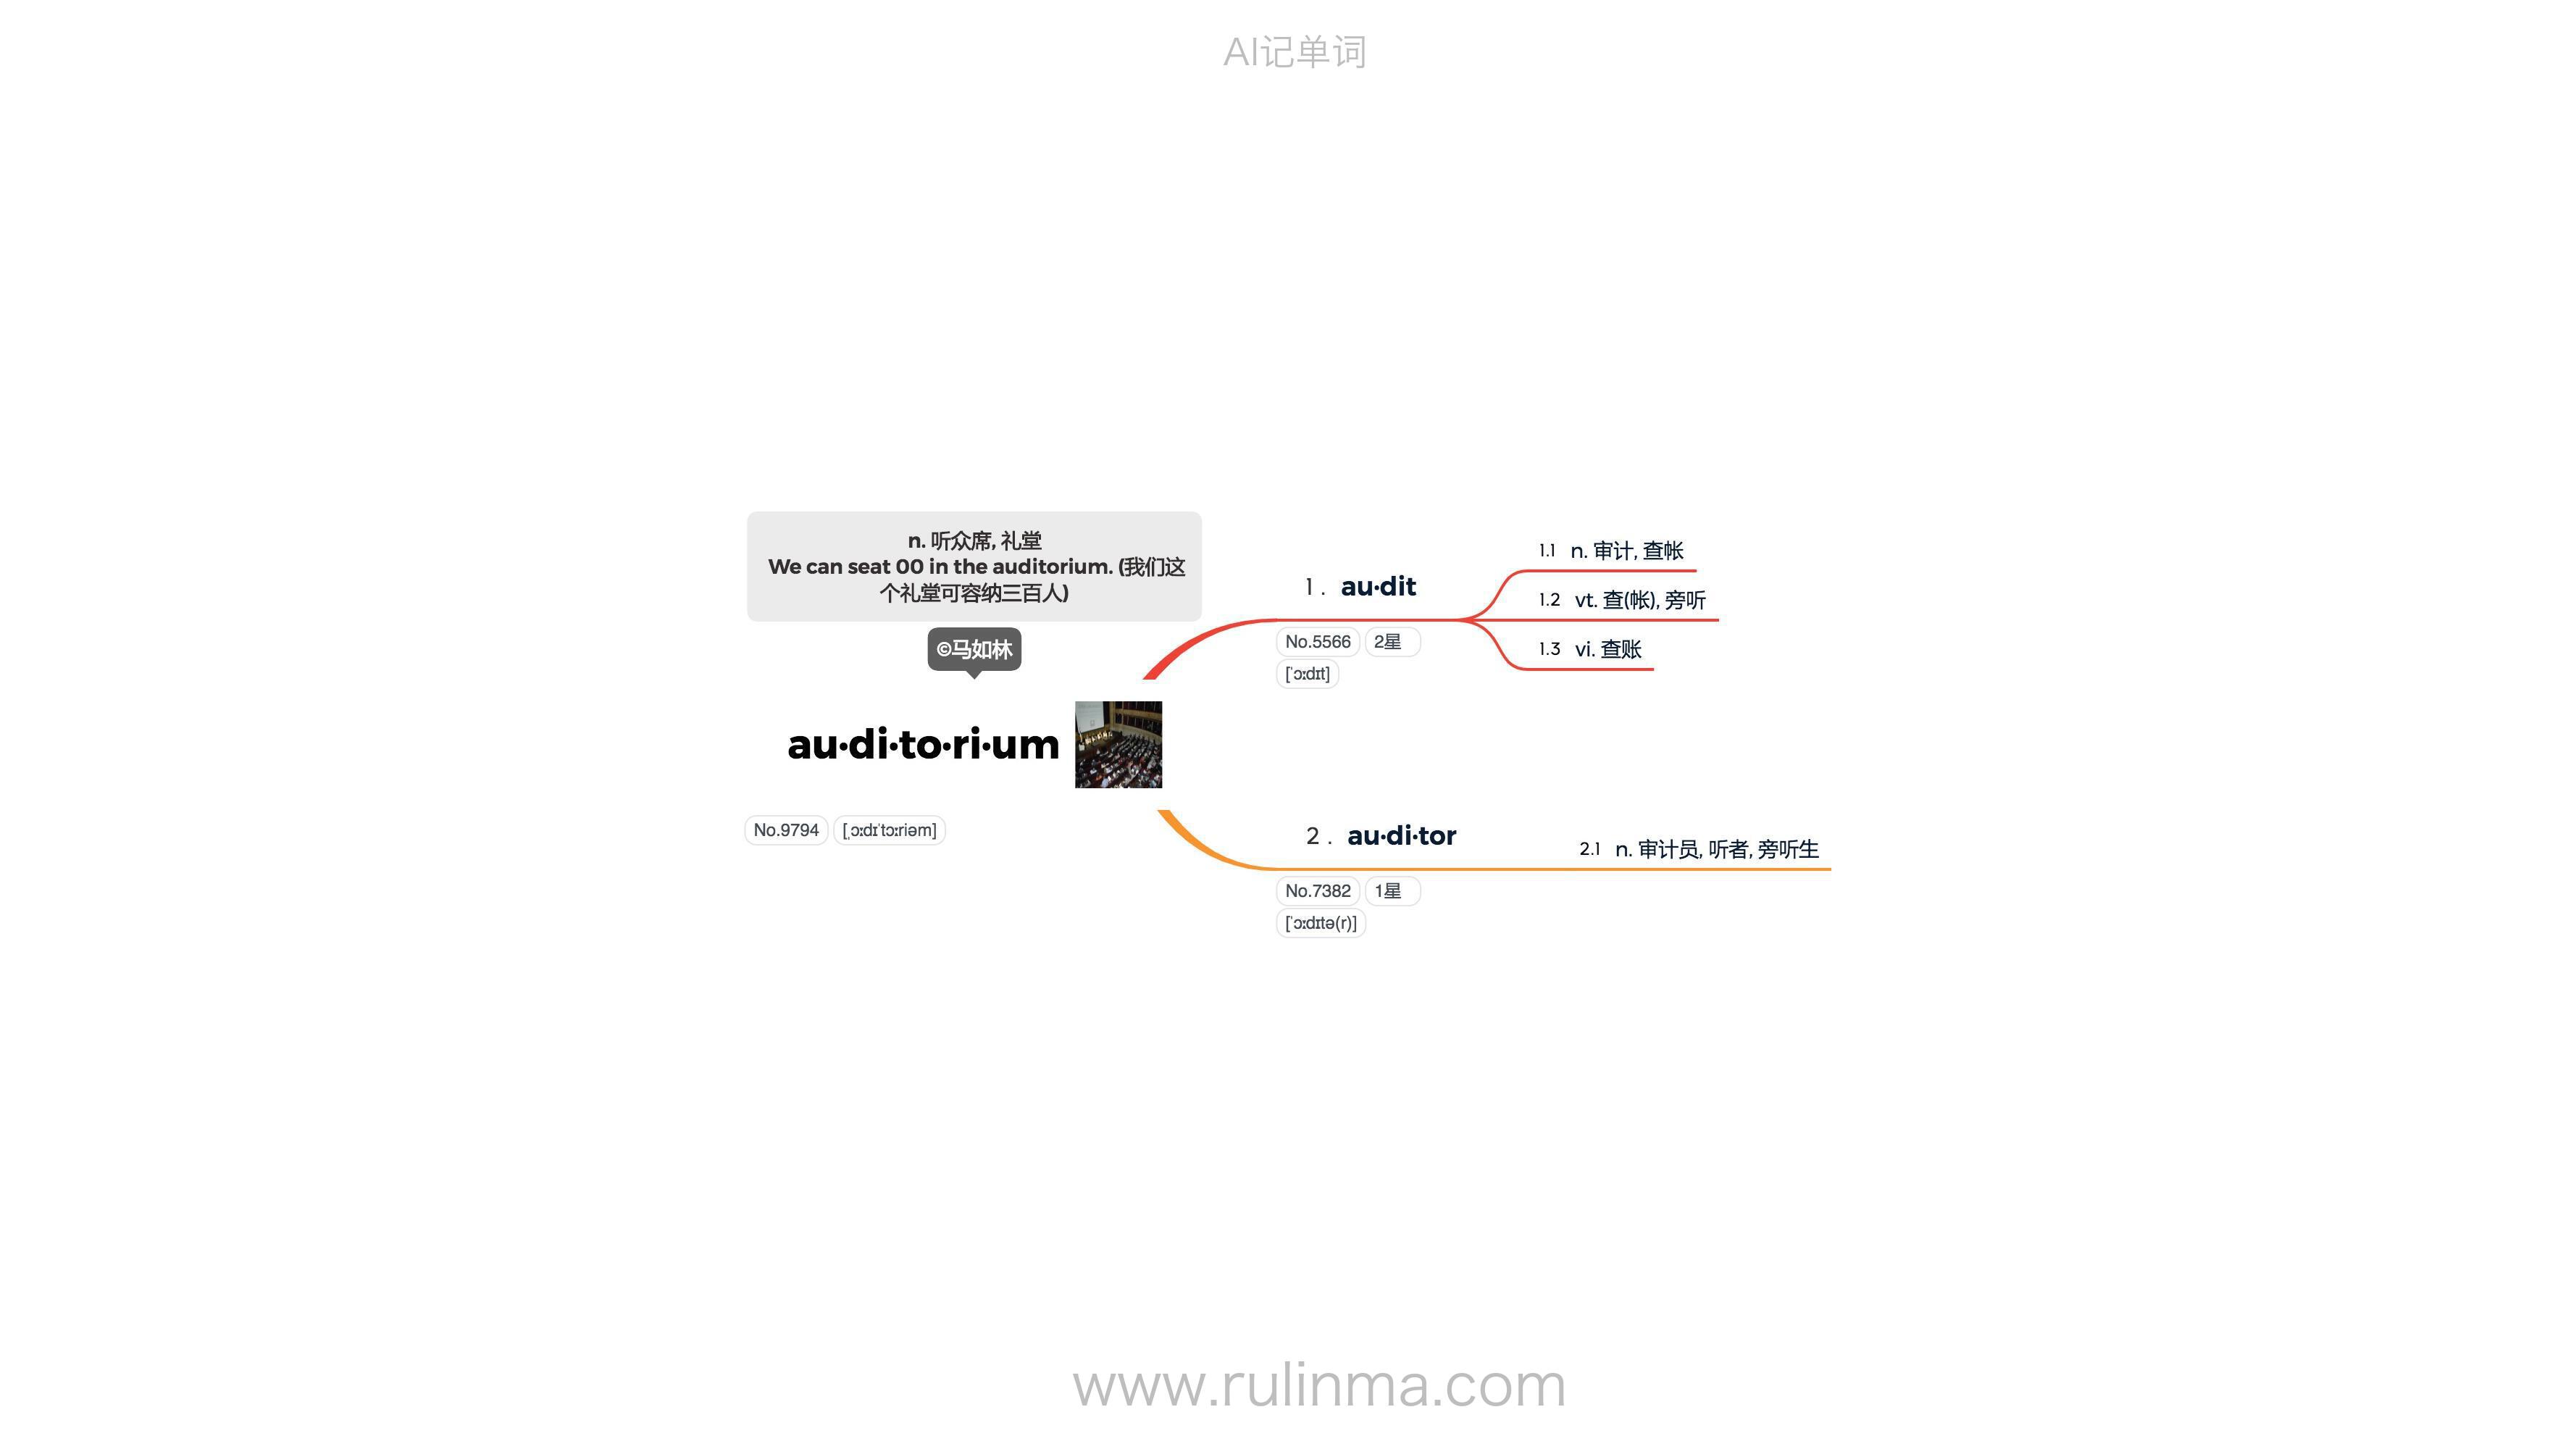 AI记单词
n. 听众席, 礼堂
We can seat 00 in the auditorium. (我们这
个礼堂可容纳三百人)
©马如林
au·di·to·ri·um
No.9794 [ˌɔːdɪˈtɔːriəm]
1. au·dit
No.5566 2星
[ˈɔːdɪt]
1.1 n. 审计, 查帐
1.2 vt. 查(帐), 旁听
1.3 vi. 查账
2. au·di·tor
No.7382 1星
[ˈɔːdɪtə(r)]
2.1 n. 审计员, 听者, 旁听生
www.rulinma.com